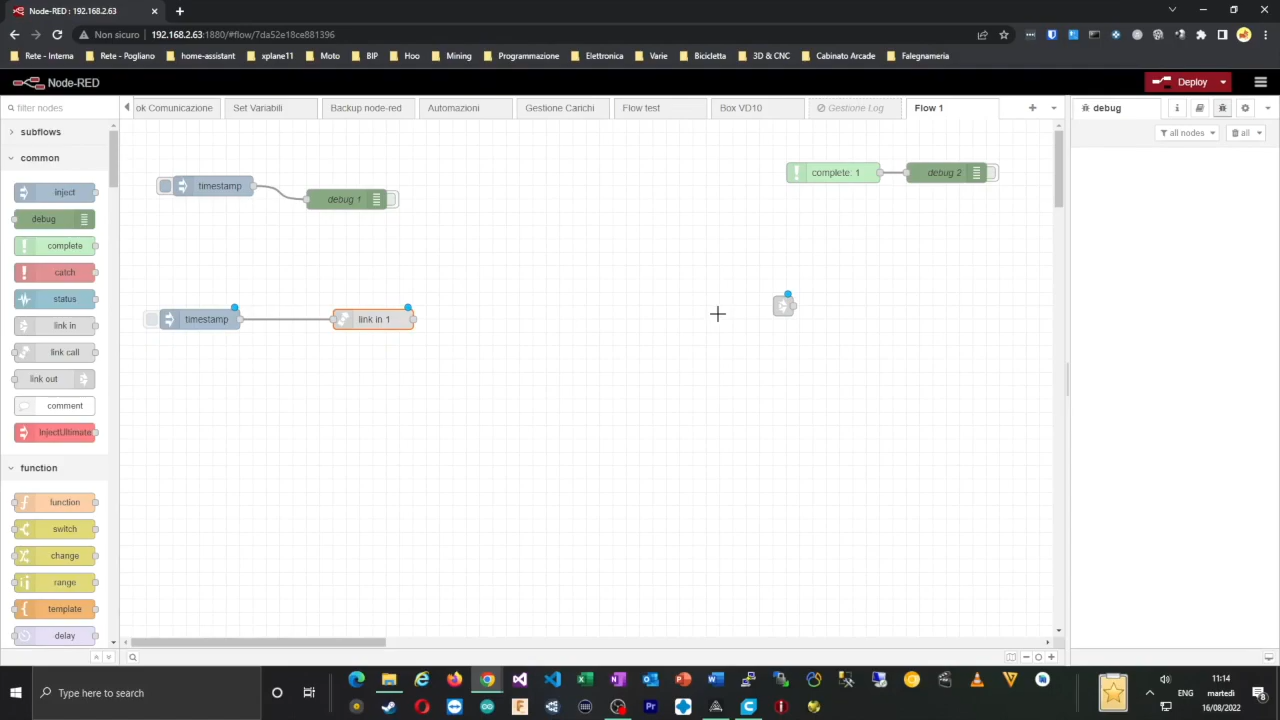 Node-RED : 192.168.2.63
Non sicuro
192.168.2.63:1880/#flow/7da52e18ce881396
Rete - Interna
Rete - Pogliano
home-assistant
xplane11
Moto
BIP
Hoo
Mining
Programmazione
Elettronica
Varie
Bicicletta
3D & CNC
Cabinato Arcade
Falegnameria
Node-RED
Deploy
filter nodes
ok Comunicazione
Set Variabili
Backup node-red
Automazioni
Gestione Carichi
Flow test
Box VD10
Gestione Log
Flow 1
debug
all nodes
all
subflows
common
inject
debug
complete
catch
status
link in
link call
link out
comment
InjectUltimate
function
function
switch
change
range
template
delay
timestamp
debug 1
complete: 1
debug 2
timestamp
link in 1
Type here to search
ENG
11:14
martedì
16/08/2022
8